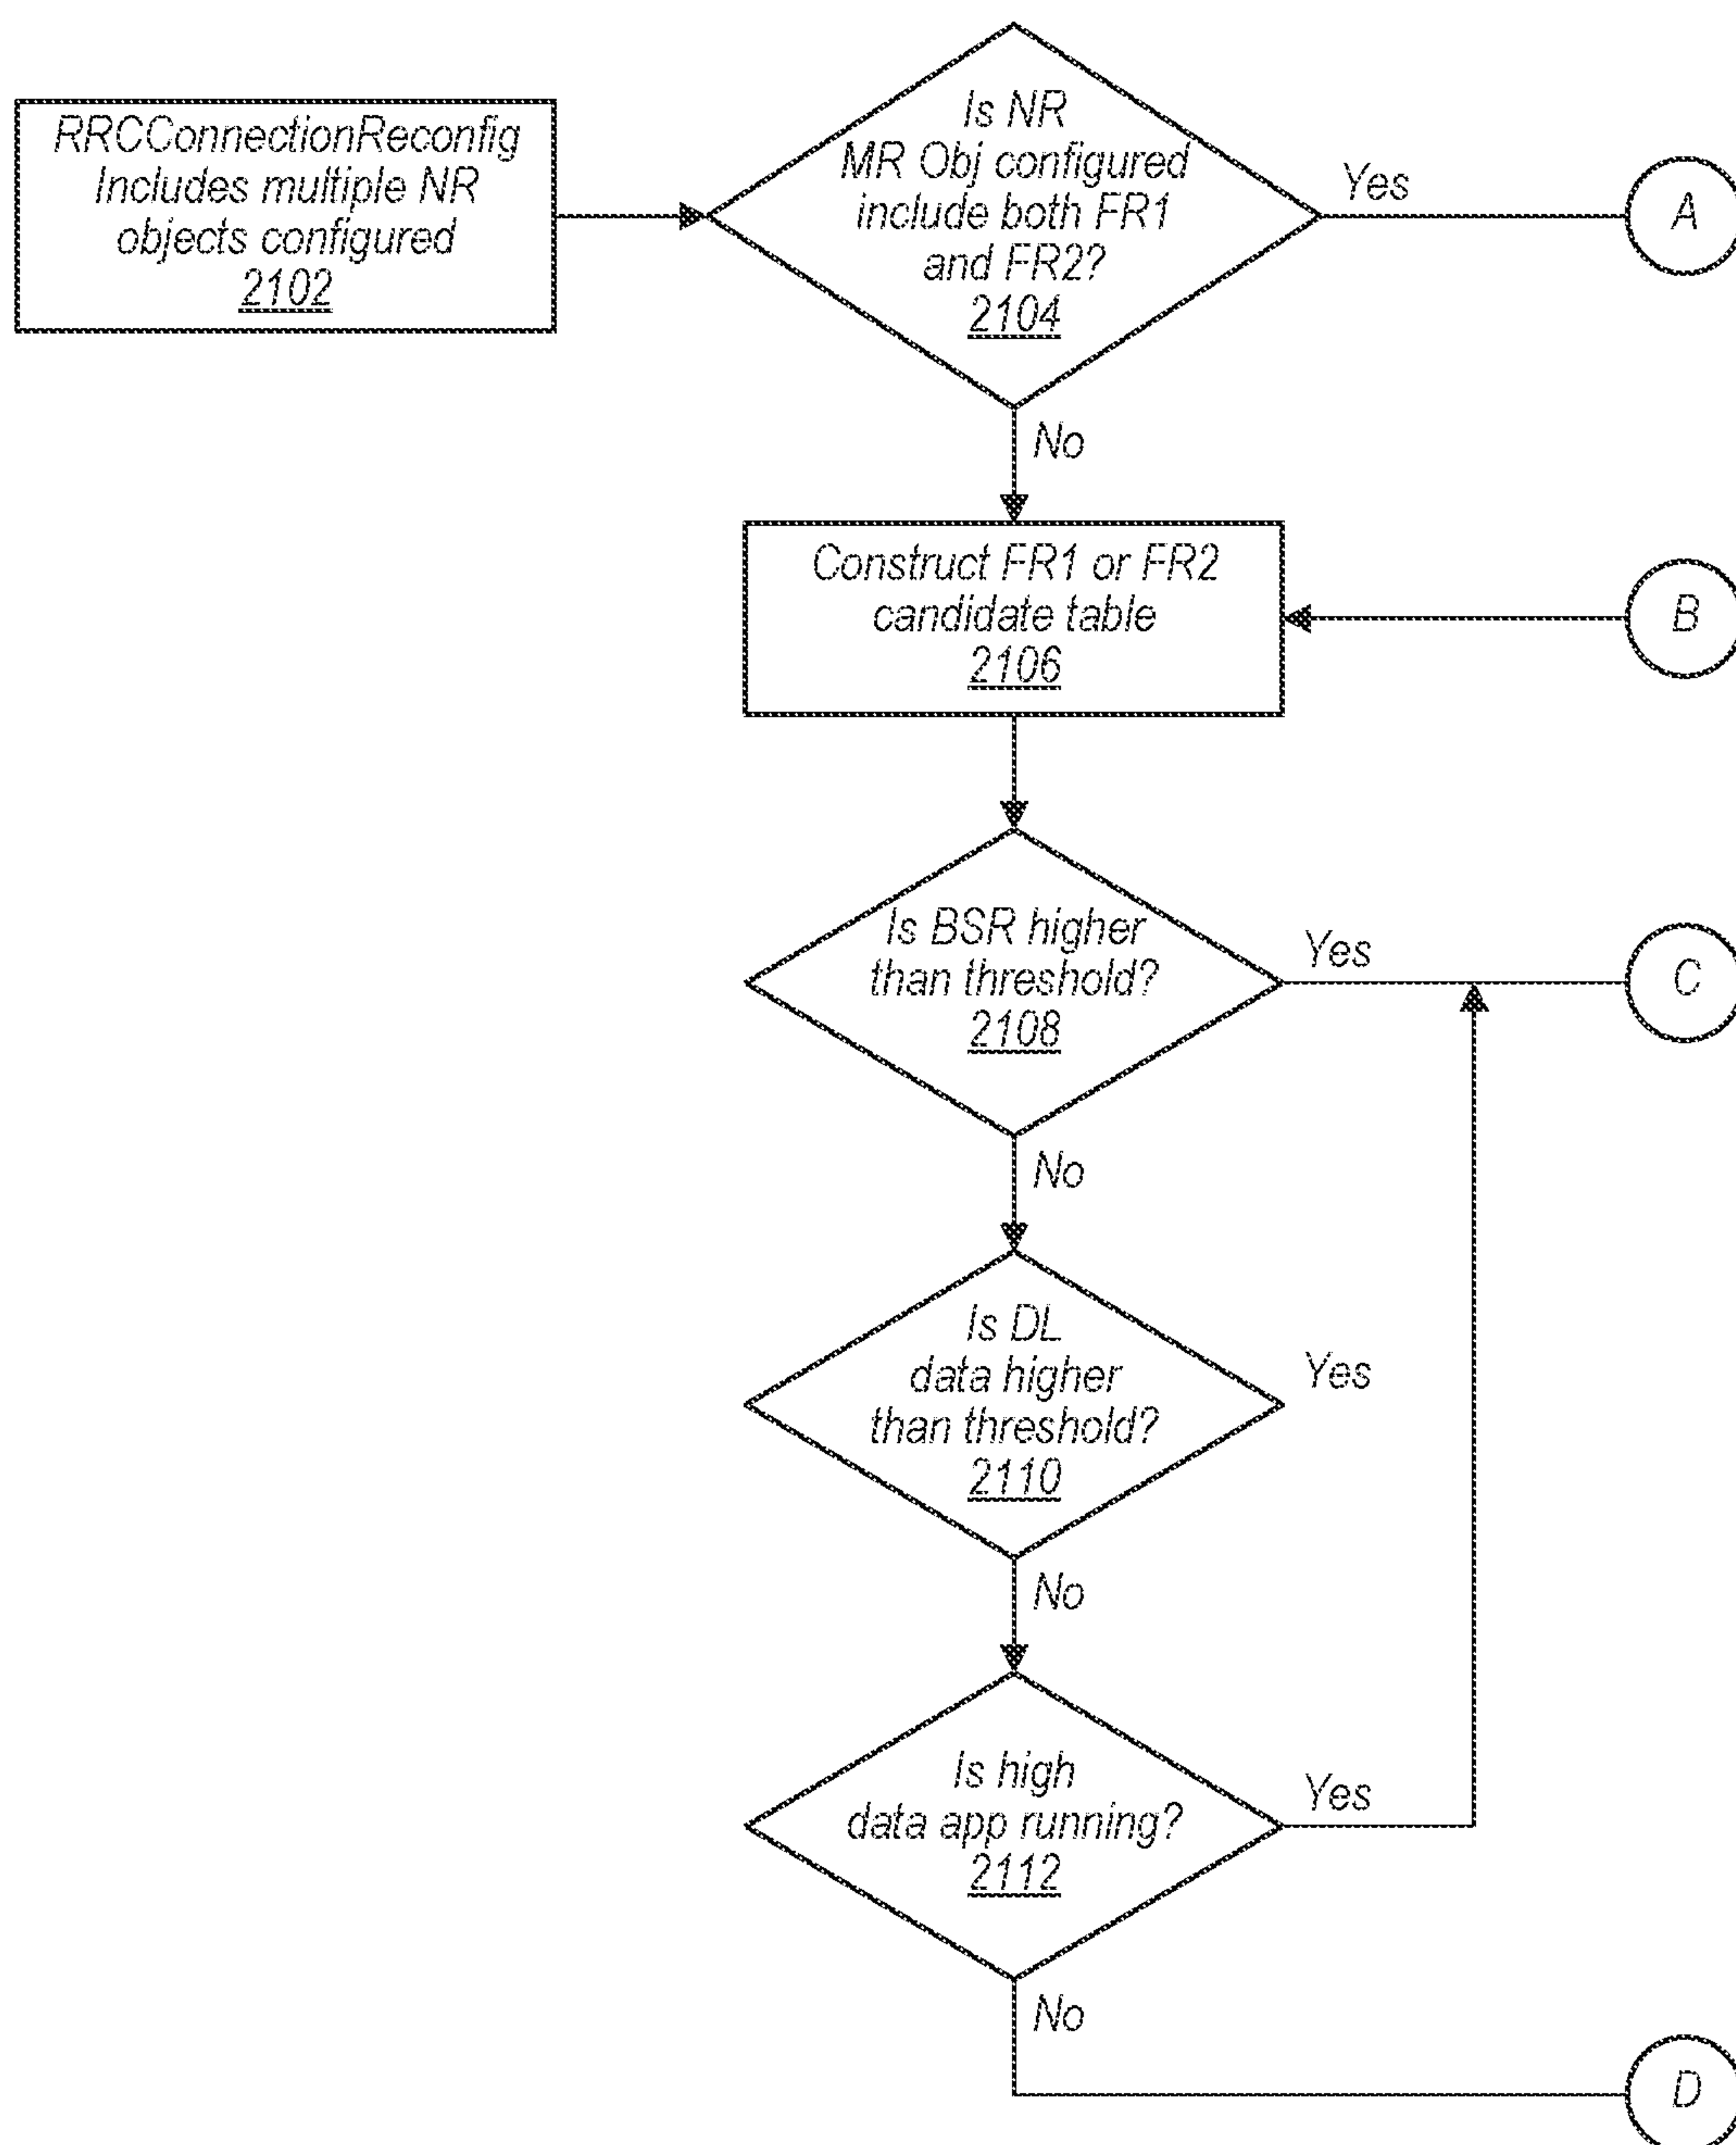 RRCConnectionReconfig
Includes multiple NR
objects configured
2102
Is NR
MR Obj configured
include both FR1
and FR2?
2104
Yes
A
No
Construct FR1 or FR2
candidate table
2106
B
Is BSR higher
than threshold?
2108
Yes
C
No
Is DL
data higher
than threshold?
2110
Yes
No
Is high
data app running?
2112
Yes
No
D